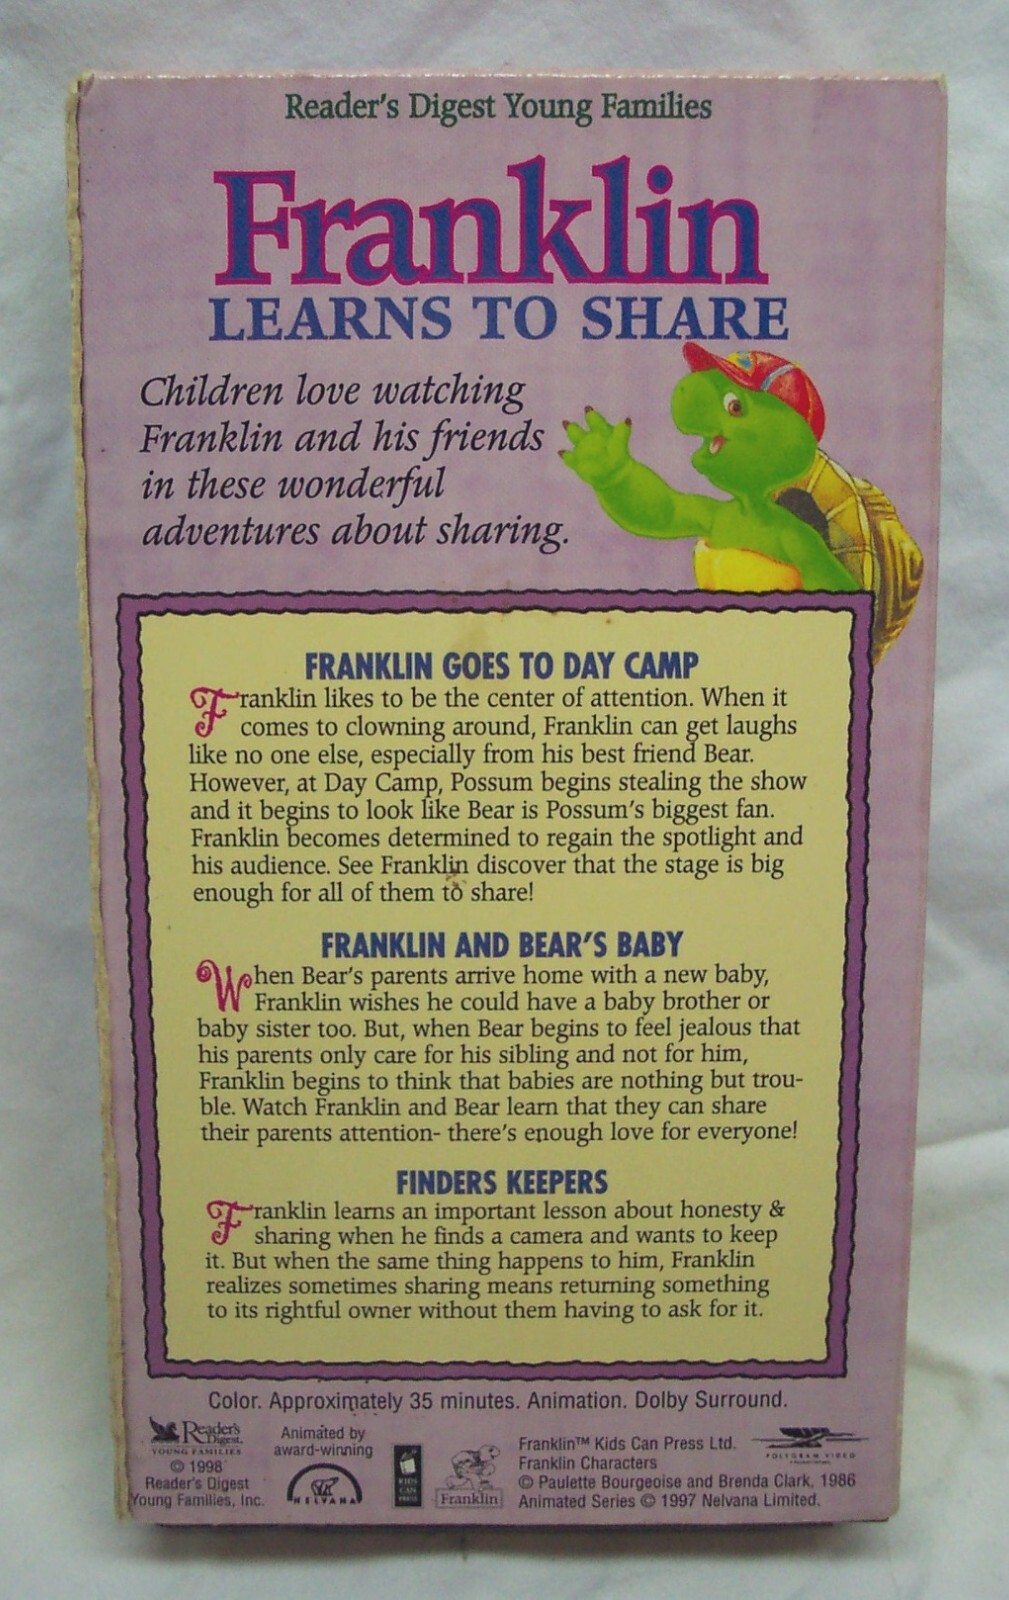 Reader's Digest Young Families
Franklin
LEARNS TO SHARE
Children love watching
Franklin and his friends
in these wonderful
adventures about sharing.
FRANKLIN GOES TO DAY CAMP
Franklin likes to be the center of attention. When it
comes to clowning around, Franklin can get laughs
like no one else, especially from his best friend Bear.
However, at Day Camp, Possum begins stealing the show
and it begins to look like Bear is Possum's biggest fan.
Franklin becomes determined to regain the spotlight and
his audience. See Franklin discover that the stage is big
enough for all of them to share!
FRANKLIN AND BEAR'S BABY
When Bear's parents arrive home with a new baby,
Franklin wishes he could have a baby brother or
baby sister too. But, when Bear begins to feel jealous that
his parents only care for his sibling and not for him,
Franklin begins to think that babies are nothing but trou-
ble. Watch Franklin and Bear learn that they can share
their parents attention- there's enough love for everyone!
FINDERS KEEPERS
Franklin learns an important lesson about honesty &
sharing when he finds a camera and wants to keep
it. But when the same thing happens to him, Franklin
realizes sometimes sharing means returning something
to its rightful owner without them having to ask for it.
Color. Approximately 35 minutes. Animation. Dolby Surround.
Reader's
Digest
YOUNG FAMILIES
© 1998
Reader's Digest
Young Families, Inc.
Animated by
award-winning
NELVANA
KIDS
CAN
PRESS
Franklin
Franklin™ Kids Can Press Ltd.
Franklin Characters
© Paulette Bourgeoise and Brenda Clark, 1986
Animated Series © 1997 Nelvana Limited.
POLYGRAM VIDEO